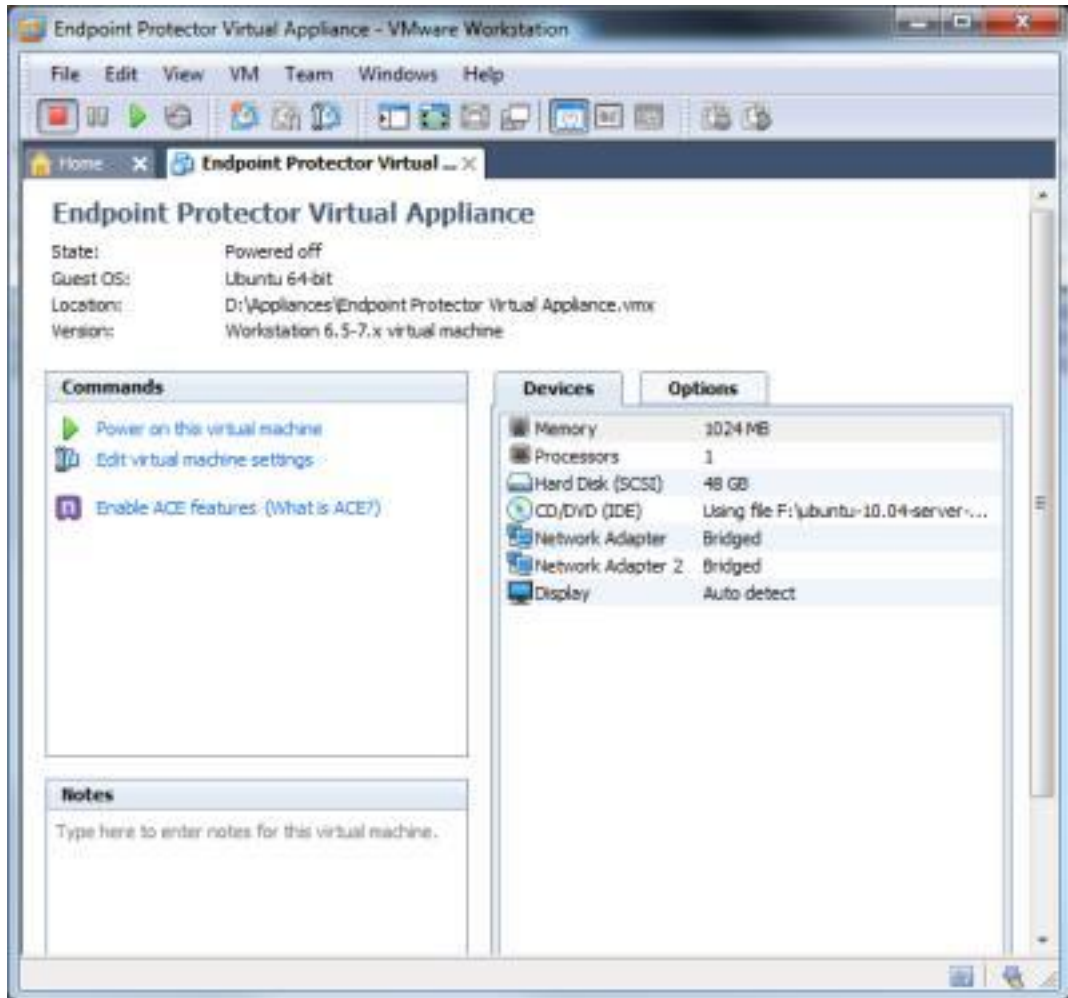 Endpoint Protector Virtual Appliance - VMware Workstation
File Edit View VM Team Windows Help
Home Endpoint Protector Virtual ...
Endpoint Protector Virtual Appliance
State: Powered off
Guest OS: Ubuntu 64-bit
Location: D:\Appliances\Endpoint Protector Virtual Appliance.vmx
Version: Workstation 6.5-7.x virtual machine
Commands
Power on this virtual machine
Edit virtual machine settings
Enable ACE features (What is ACE?)
Devices Options
Memory 1024 MB
Processors 1
Hard Disk (SCSI) 48 GB
CD/DVD (IDE) Using file F:\ubuntu-10.04-server-...
Network Adapter Bridged
Network Adapter 2 Bridged
Display Auto detect
Notes
Type here to enter notes for this virtual machine.